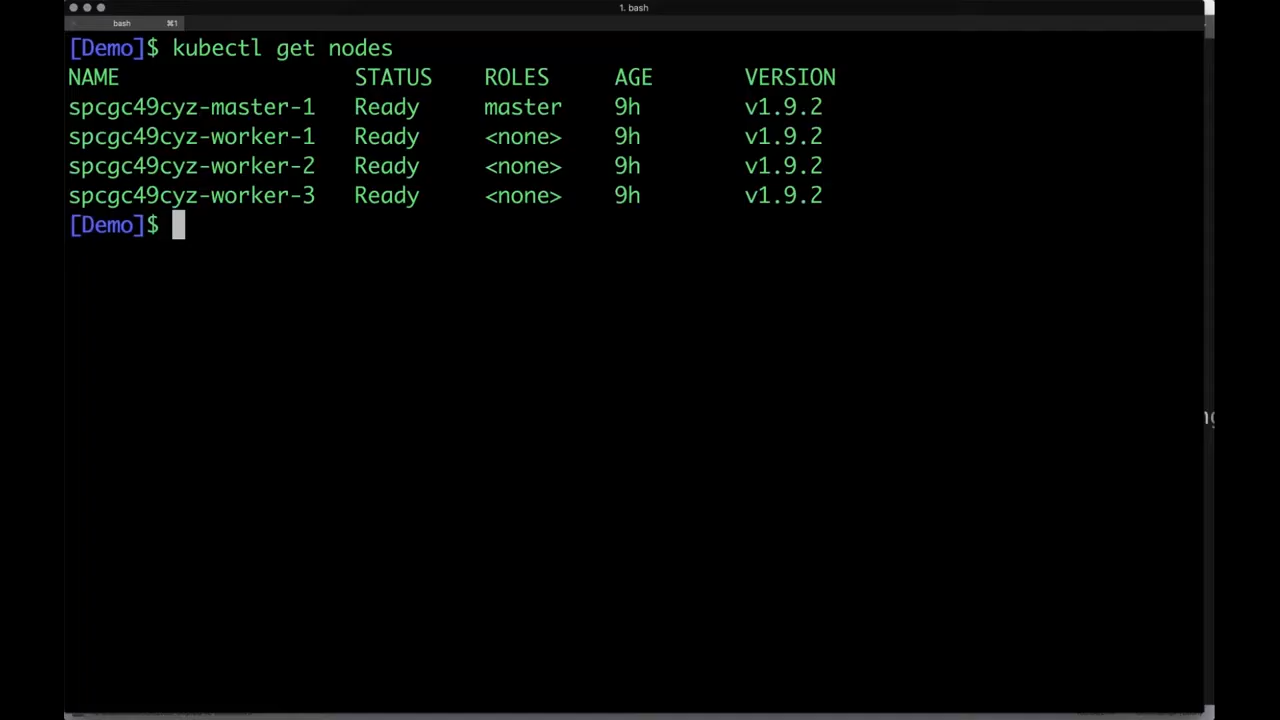 1. bash
bash ⌘1
[Demo]$ kubectl get nodes
NAME STATUS ROLES AGE VERSION
spcgc49cyz-master-1 Ready master 9h v1.9.2
spcgc49cyz-worker-1 Ready <none> 9h v1.9.2
spcgc49cyz-worker-2 Ready <none> 9h v1.9.2
spcgc49cyz-worker-3 Ready <none> 9h v1.9.2
[Demo]$